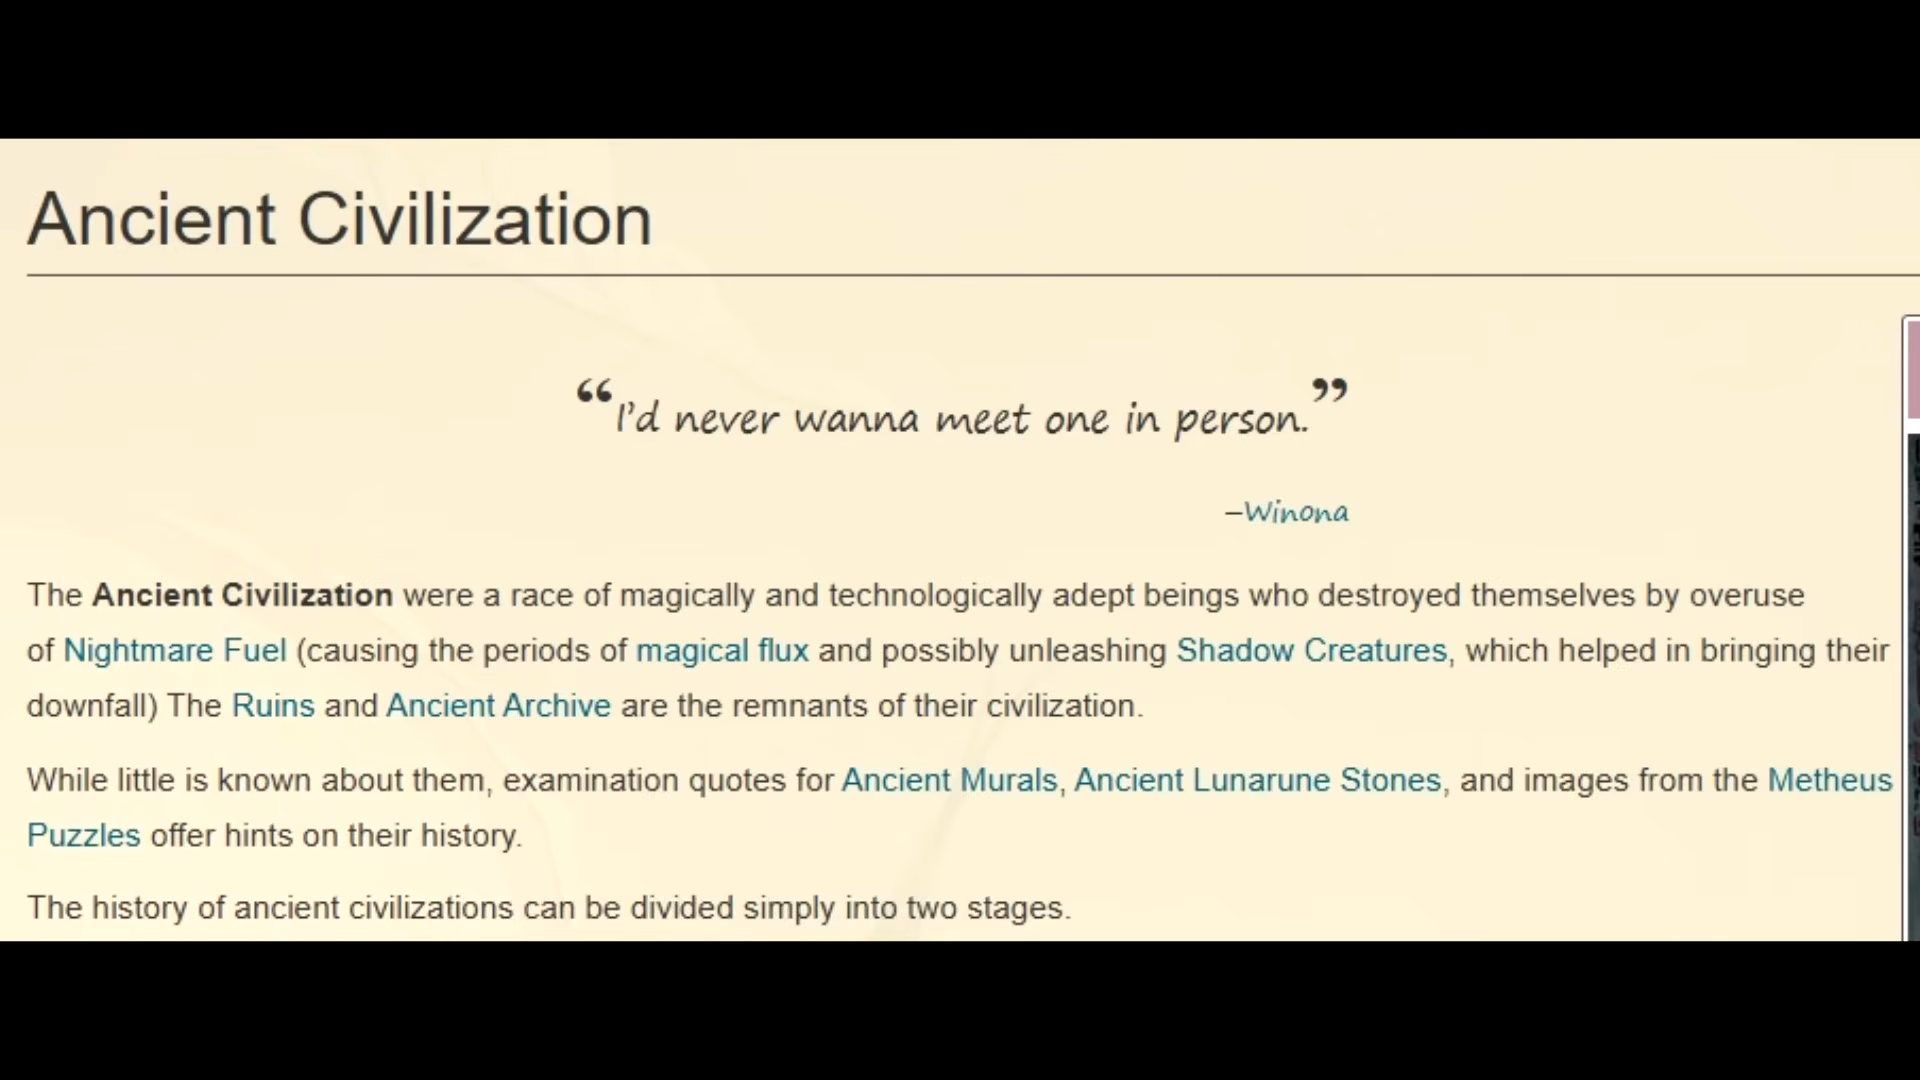 Ancient Civilization
“I’d never wanna meet one in person.”
–Winona
The Ancient Civilization were a race of magically and technologically adept beings who destroyed themselves by overuse
of Nightmare Fuel (causing the periods of magical flux and possibly unleashing Shadow Creatures, which helped in bringing their
downfall) The Ruins and Ancient Archive are the remnants of their civilization.
While little is known about them, examination quotes for Ancient Murals, Ancient Lunarune Stones, and images from the Metheus
Puzzles offer hints on their history.
The history of ancient civilizations can be divided simply into two stages.